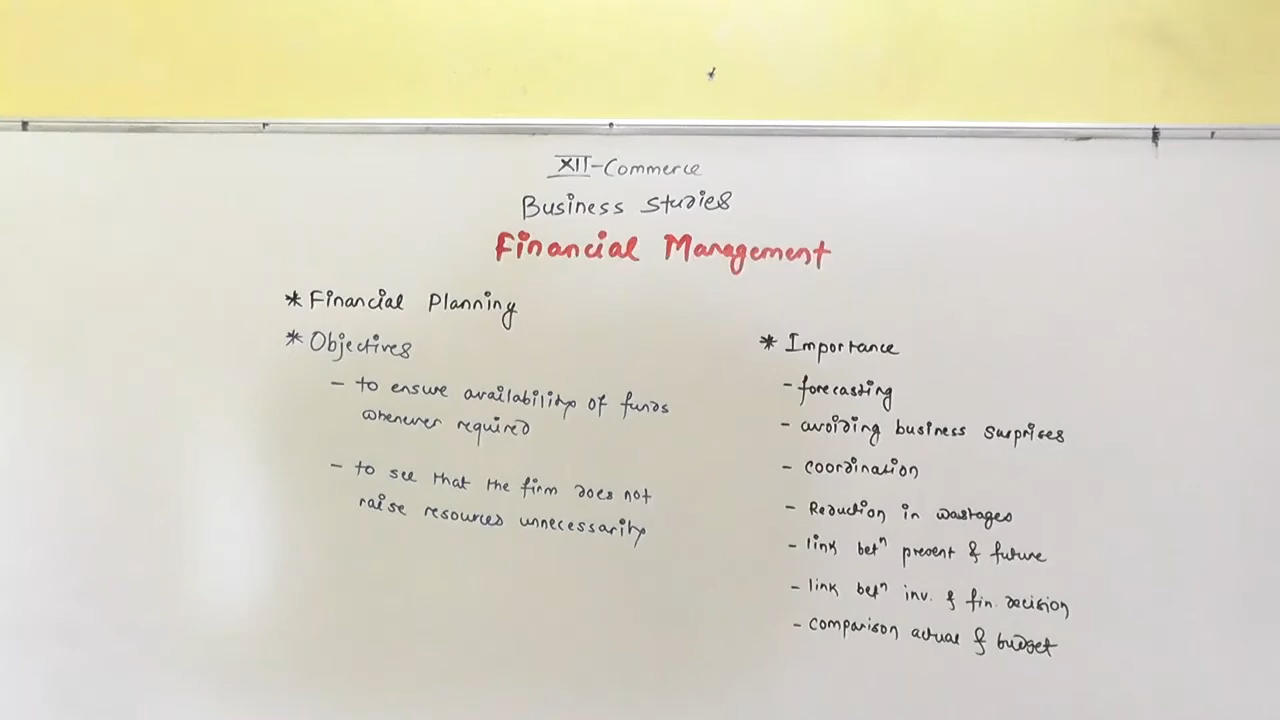 XII-Commerce
Business Studies
Financial Management
* Financial Planning
* Objectives
- to ensure availability of funds
whenever required
- to see that the firm does not
raise resources unnecessarity
* Importance
- forecasting
- avoiding business surprises
- coordination
- Reduction in wastages
- link betⁿ present & future
- link betⁿ inv. & fin. decision
- comparison actual & budget